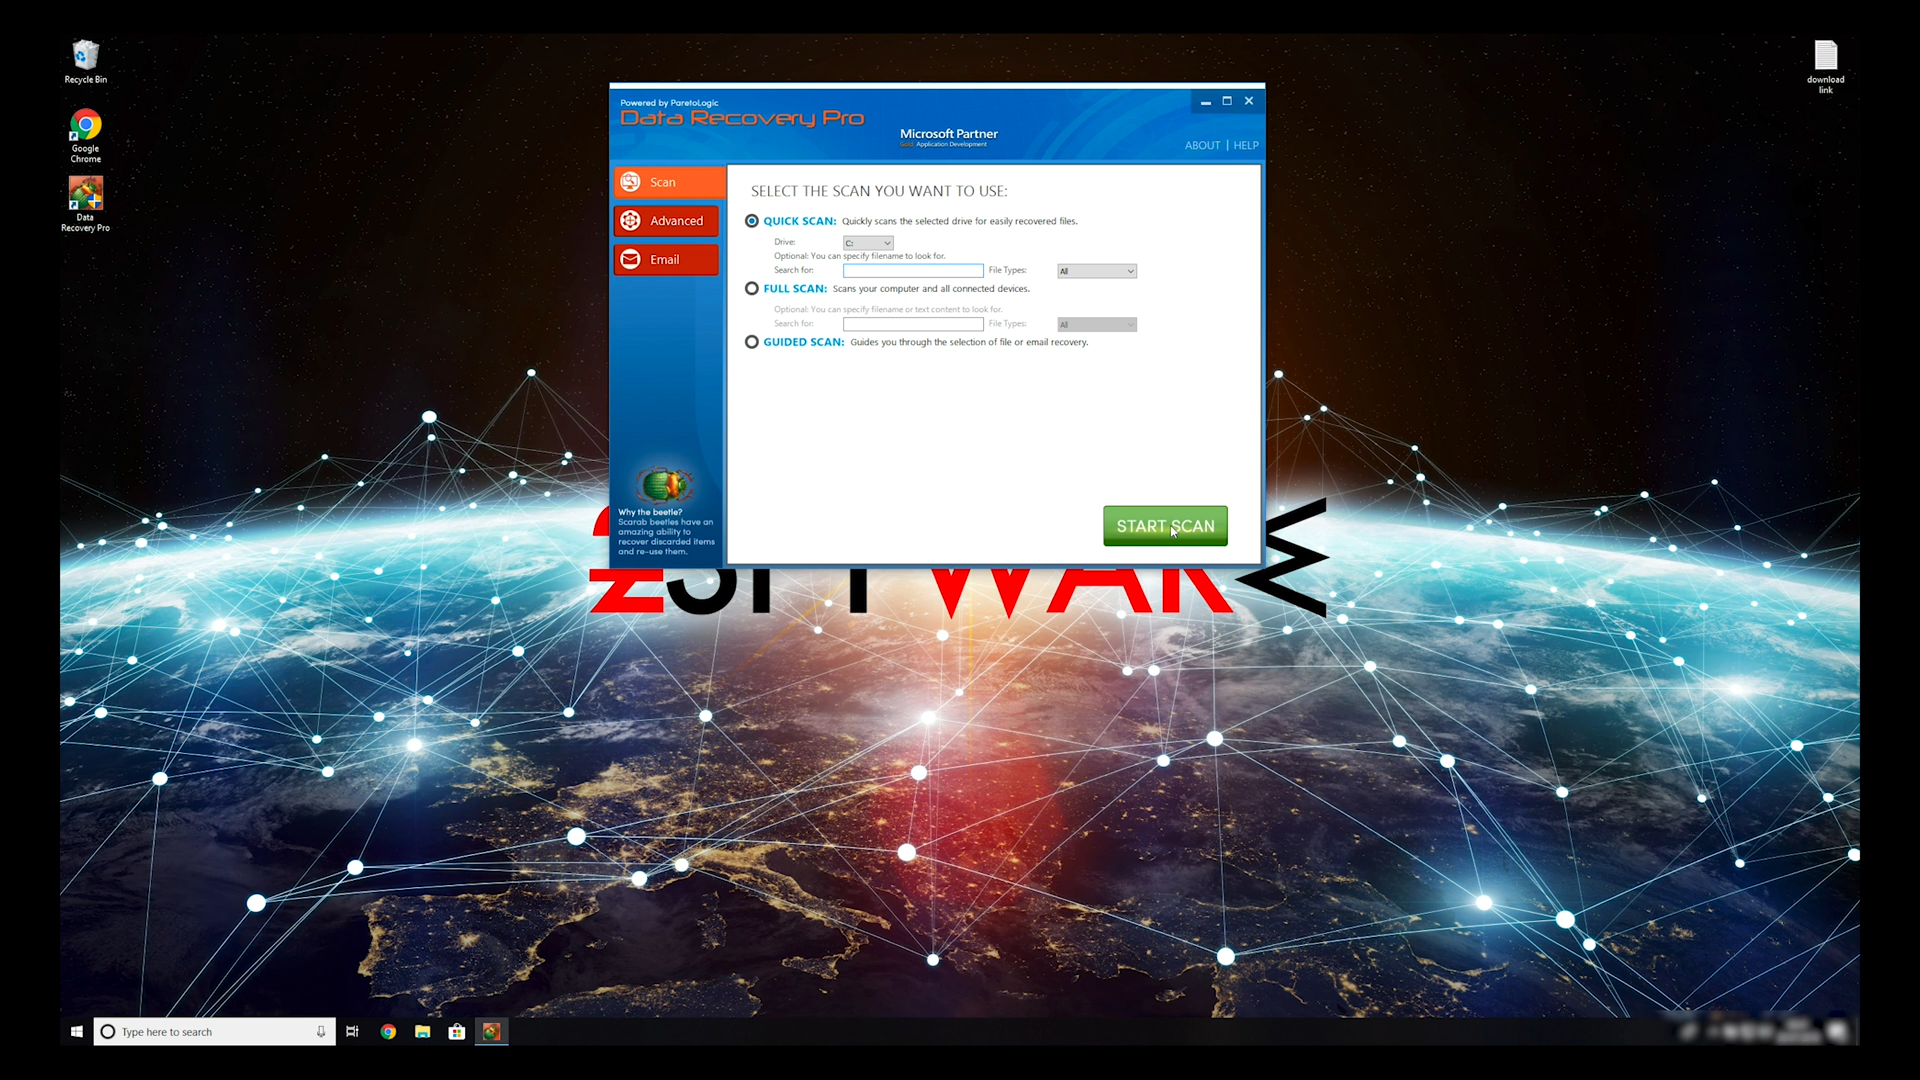 Recycle Bin
Google
Chrome
Data
Recovery Pro
download
link
Powered by ParetoLogic
Data Recovery Pro
Microsoft Partner
Gold Application Development
ABOUT | HELP
Scan
Advanced
Email
SELECT THE SCAN YOU WANT TO USE:
QUICK SCAN: Quickly scans the selected drive for easily recovered files.
Drive: C:
Optional: You can specify filename to look for.
Search for: File Types: All
FULL SCAN: Scans your computer and all connected devices.
Optional: You can specify filename or text content to look for.
Search for: File Types: All
GUIDED SCAN: Guides you through the selection of file or email recovery.
Why the beetle?
Scarab beetles have an
amazing ability to
recover discarded items
and re-use them.
START SCAN
2SPYWARE
Type here to search